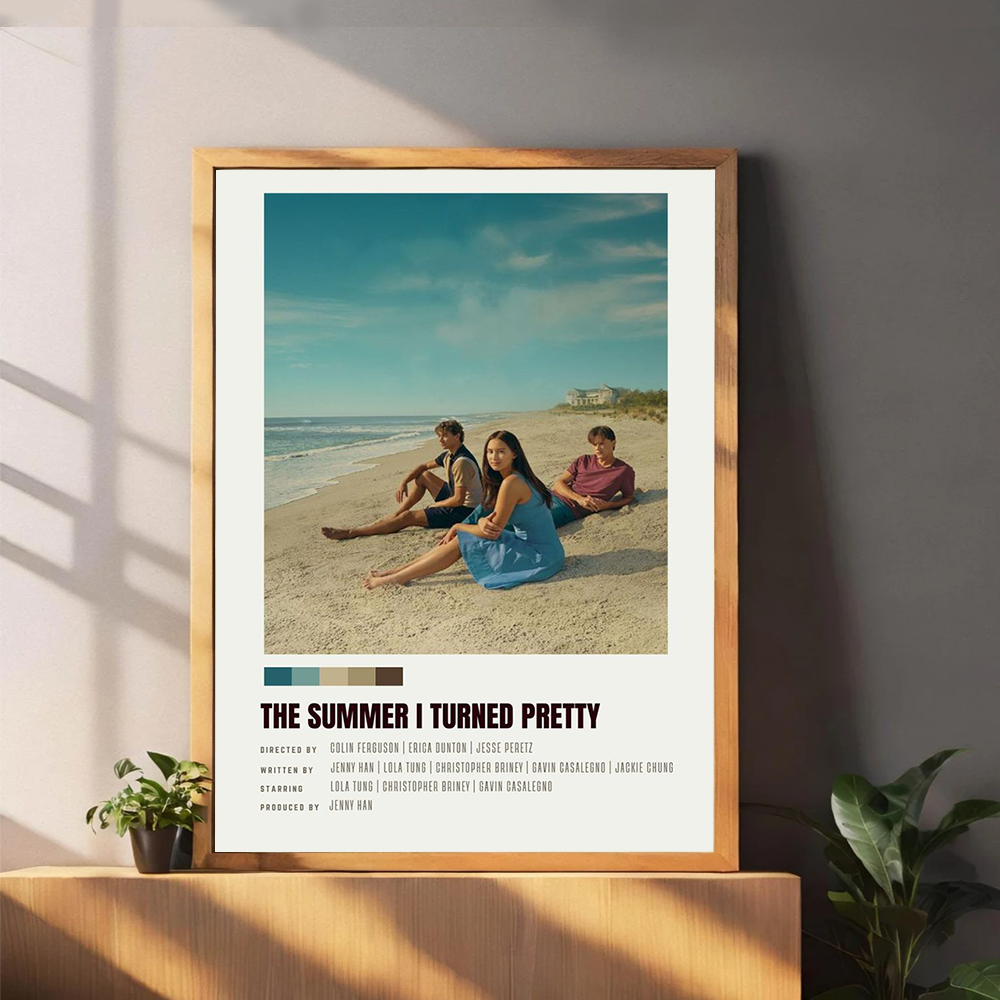 THE SUMMER I TURNED PRETTY
DIRECTED BY COLIN FERGUSON | ERICA DUNTON | JESSE PERETZ
WRITTEN BY JENNY HAN | LOLA TUNG | CHRISTOPHER BRINEY | GAVIN CASALEGNO | JACKIE CHUNG
STARRING LOLA TUNG | CHRISTOPHER BRINEY | GAVIN CASALEGNO
PRODUCED BY JENNY HAN